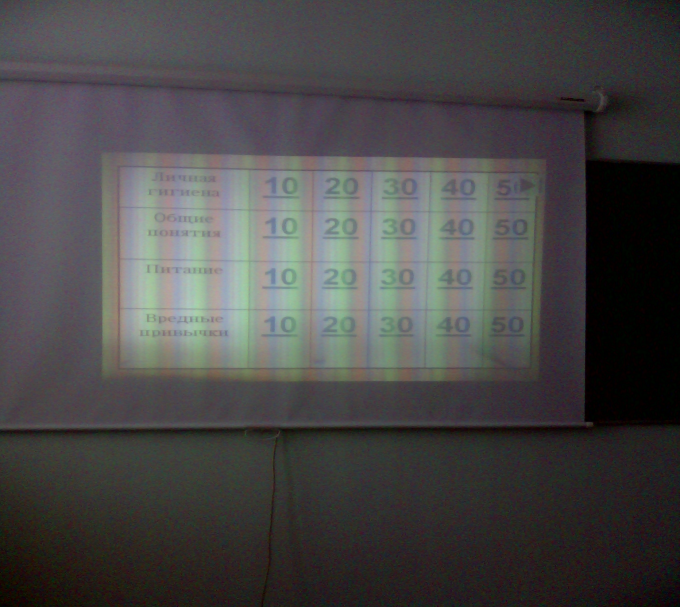 Личная
гигиена 10 20 30 40 50
Общие
понятия 10 20 30 40 50
Питание 10 20 30 40 50
Вредные
привычки 10 20 30 40 50